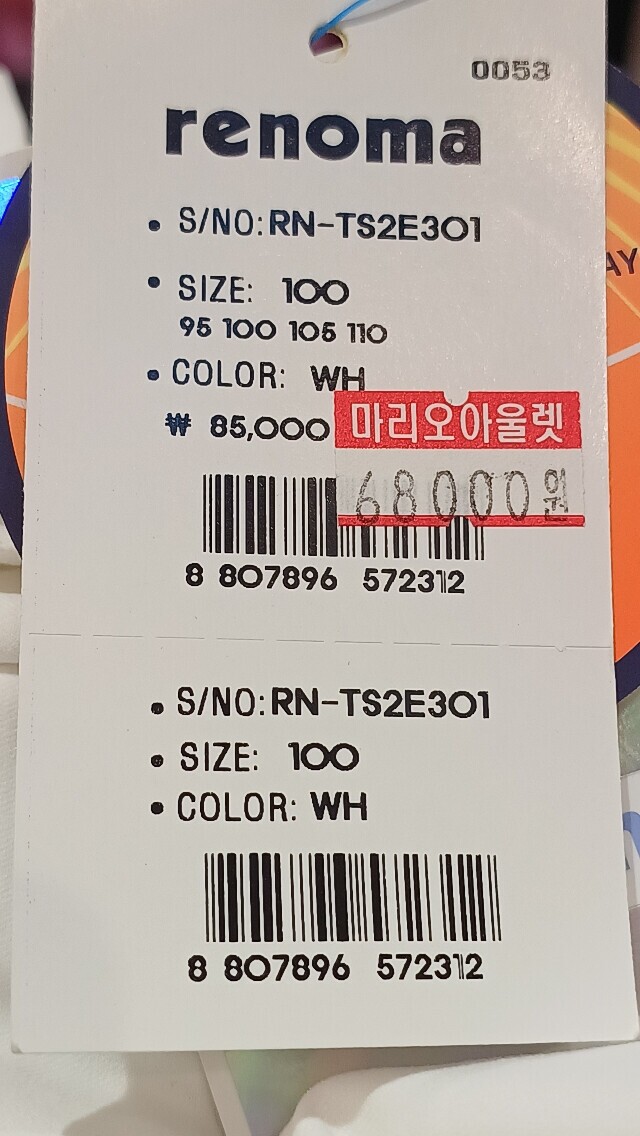 0053
renoma
• S/NO: RN-TS2E301
• SIZE: 100
95 100 105 110
• COLOR: WH
₩ 85,000
마리오아울렛
68000원
8 807896 572312
AY
• S/NO: RN-TS2E301
• SIZE: 100
• COLOR: WH
8 807896 572312